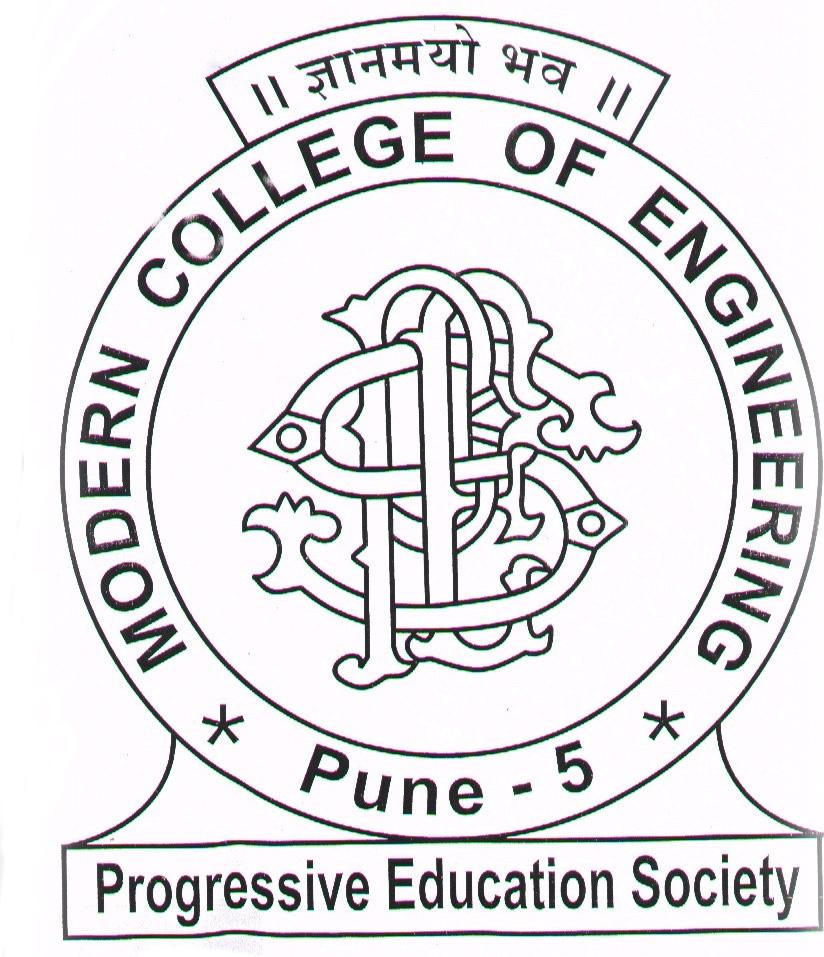 ॥ ज्ञानमयो भव ॥
MODERN COLLEGE OF ENGINEERING
* Pune - 5 *
Progressive Education Society